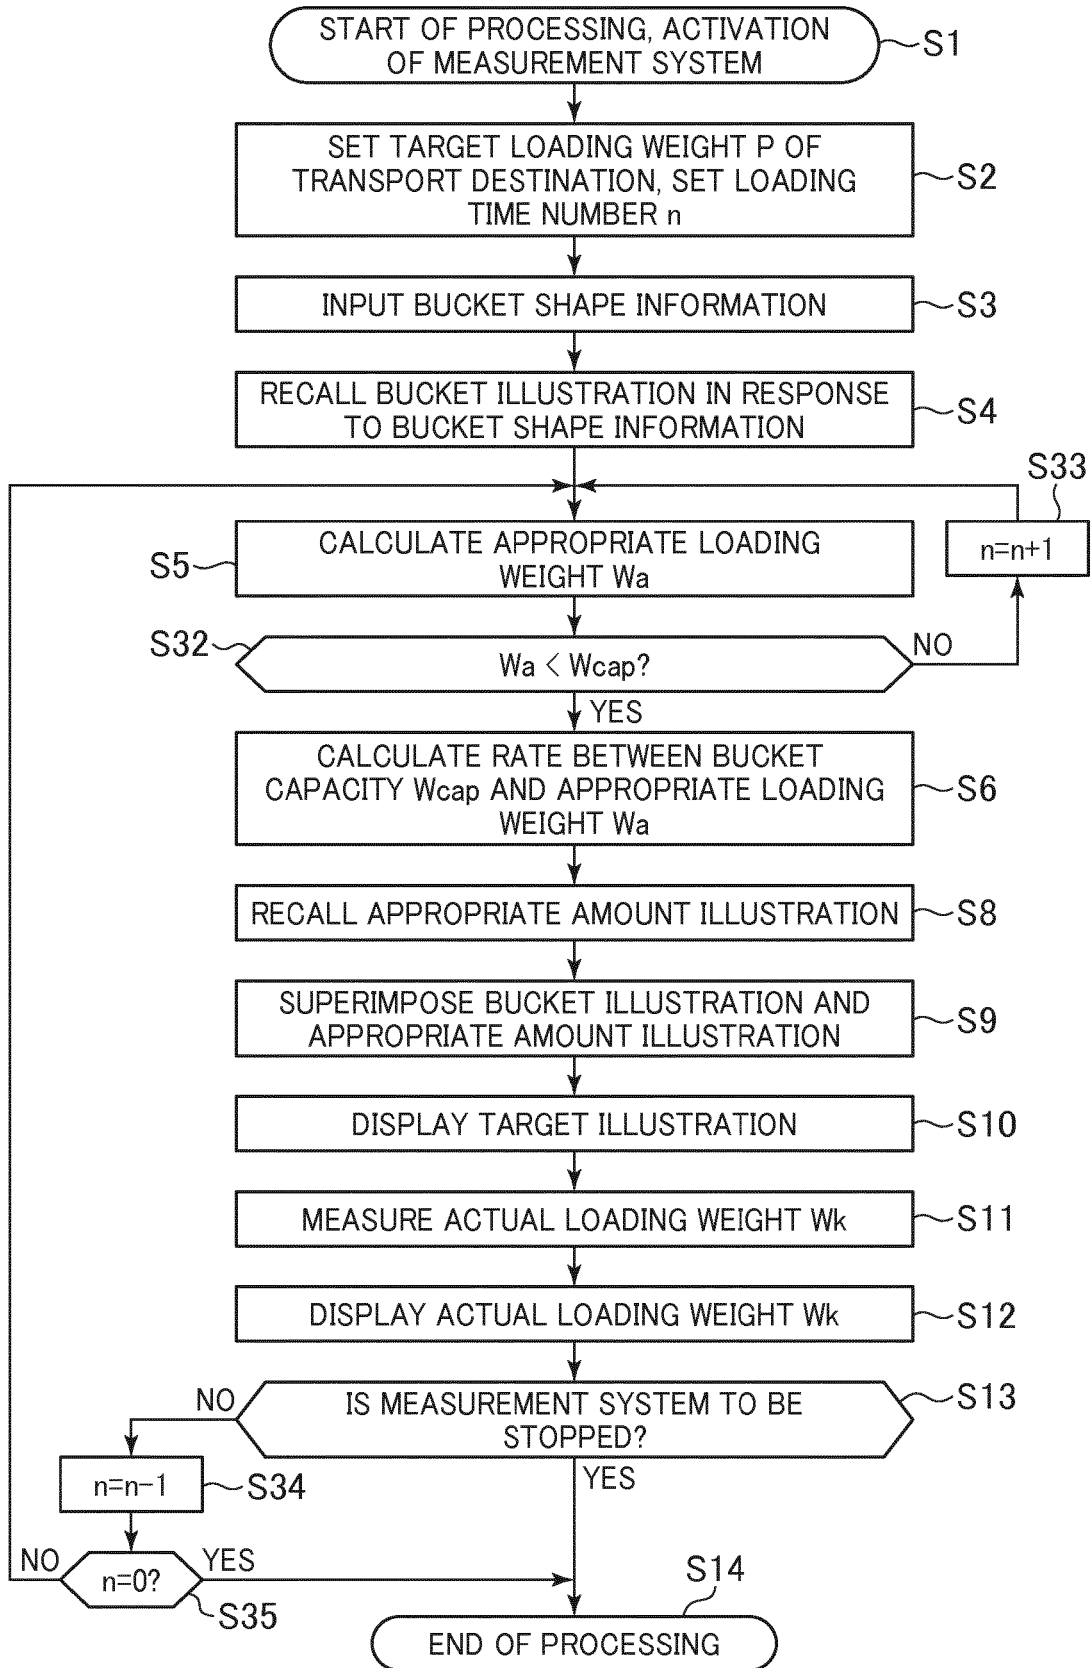 START OF PROCESSING, ACTIVATION
OF MEASUREMENT SYSTEM
S1
SET TARGET LOADING WEIGHT P OF
TRANSPORT DESTINATION, SET LOADING
TIME NUMBER n
S2
INPUT BUCKET SHAPE INFORMATION
S3
RECALL BUCKET ILLUSTRATION IN RESPONSE
TO BUCKET SHAPE INFORMATION
S4
S33
n=n+1
CALCULATE APPROPRIATE LOADING
WEIGHT Wa
S5
S32
Wa < Wcap?
NO
YES
CALCULATE RATE BETWEEN BUCKET
CAPACITY Wcap AND APPROPRIATE LOADING
WEIGHT Wa
S6
RECALL APPROPRIATE AMOUNT ILLUSTRATION
S8
SUPERIMPOSE BUCKET ILLUSTRATION AND
APPROPRIATE AMOUNT ILLUSTRATION
S9
DISPLAY TARGET ILLUSTRATION
S10
MEASURE ACTUAL LOADING WEIGHT Wk
S11
DISPLAY ACTUAL LOADING WEIGHT Wk
S12
NO
IS MEASUREMENT SYSTEM TO BE
STOPPED?
S13
YES
n=n-1
S34
NO
n=0?
YES
S35
S14
END OF PROCESSING